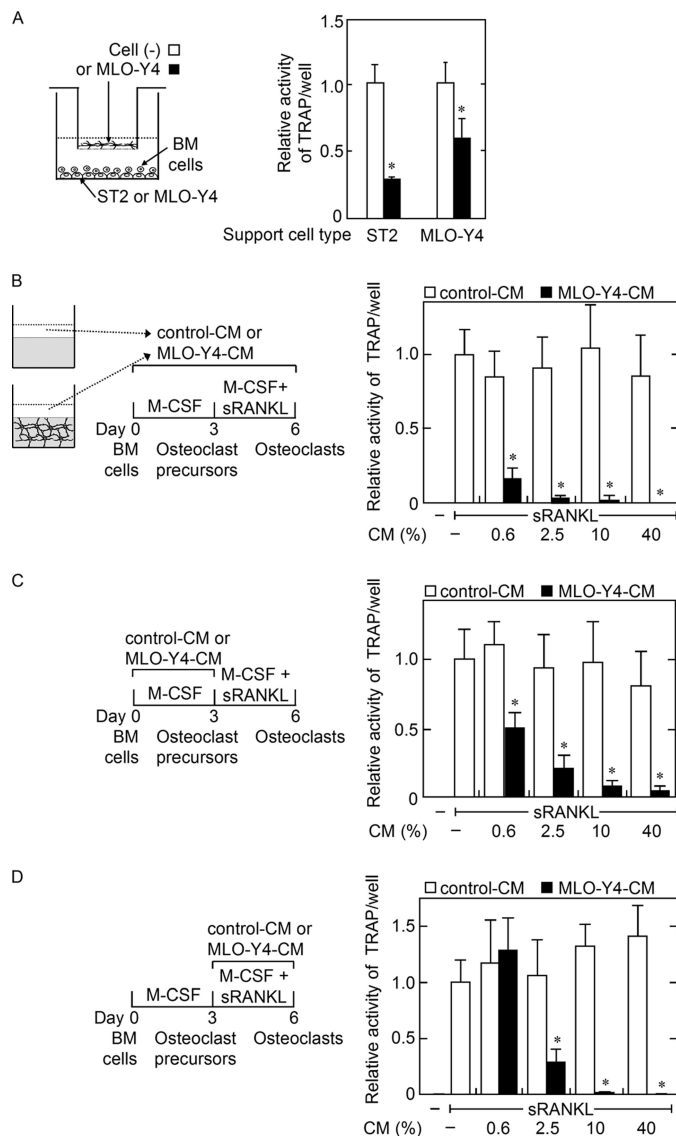 A
Cell (-) □
or MLO-Y4 ■
BM
cells
ST2 or MLO-Y4
Relative activity
of TRAP/well
1.5
1.0
0.5
0
*
*
Support cell type ST2 MLO-Y4
B
control-CM or
MLO-Y4-CM
M-CSF+
M-CSF sRANKL
Day 0 3 6
BM Osteoclast Osteoclasts
cells precursors
□ control-CM ■ MLO-Y4-CM
Relative activity of TRAP/well
1.0
0.5
0
* * * *
– sRANKL
CM (%) – 0.6 2.5 10 40
C
control-CM or
MLO-Y4-CM
M-CSF +
M-CSF sRANKL
Day 0 3 6
BM Osteoclast Osteoclasts
cells precursors
□ control-CM ■ MLO-Y4-CM
Relative activity of TRAP/well
1.0
0.5
0
* * * *
– sRANKL
CM (%) – 0.6 2.5 10 40
D
control-CM or
MLO-Y4-CM
M-CSF +
M-CSF sRANKL
Day 0 3 6
BM Osteoclast Osteoclasts
cells precursors
□ control-CM ■ MLO-Y4-CM
Relative activity of TRAP/well
1.5
1.0
0.5
0
* * *
– sRANKL
CM (%) – 0.6 2.5 10 40